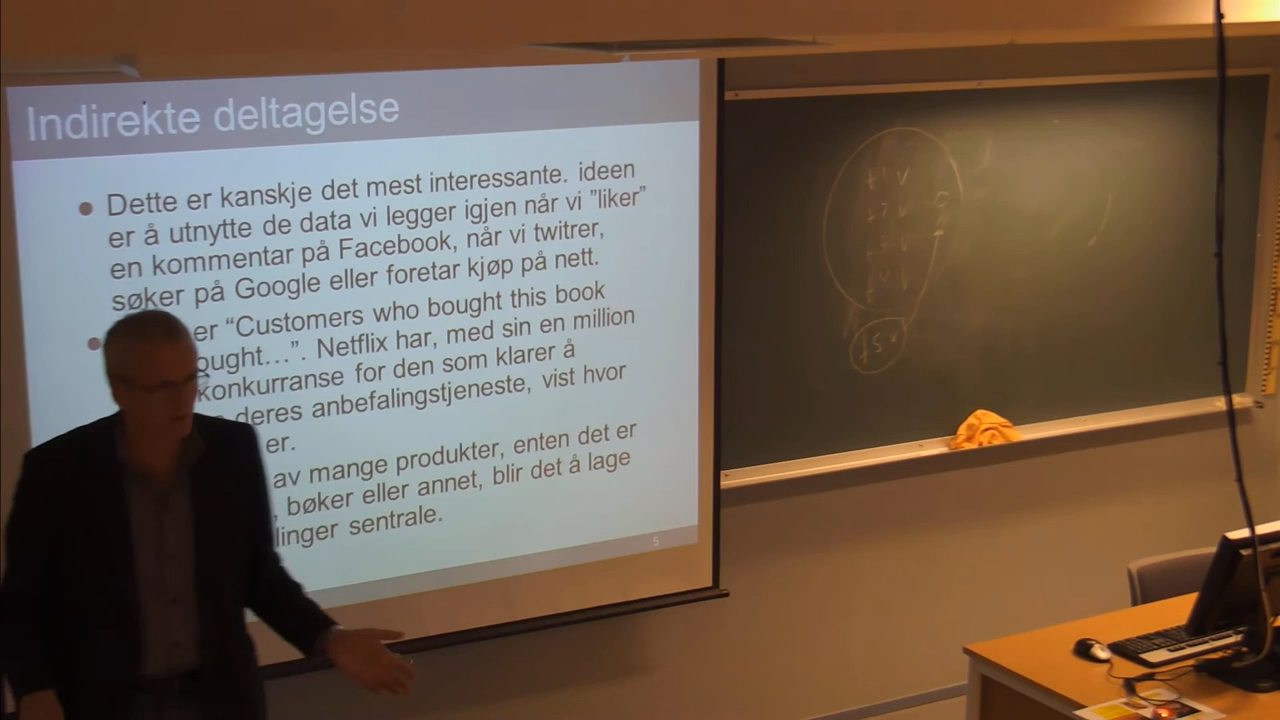 Indirekte deltagelse
Dette er kanskje det mest interessante. ideen
er å utnytte de data vi legger igjen når vi ”liker”
en kommentar på Facebook, når vi twitrer,
søker på Google eller foretar kjøp på nett.
er “Customers who bought this book
ought…”. Netflix har, med sin en million
konkurranse for den som klarer å
deres anbefalingstjeneste, vist hvor
er.
av mange produkter, enten det er
, bøker eller annet, blir det å lage
linger sentrale.
5